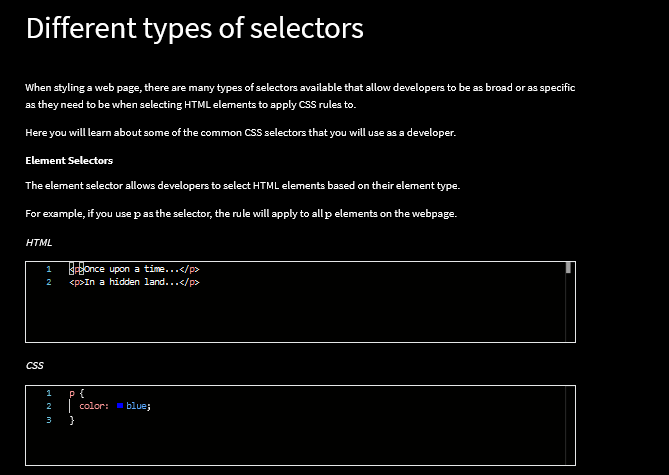 Different types of selectors
When styling a web page, there are many types of selectors available that allow developers to be as broad or as specific
as they need to be when selecting HTML elements to apply CSS rules to.
Here you will learn about some of the common CSS selectors that you will use as a developer.
Element Selectors
The element selector allows developers to select HTML elements based on their element type.
For example, if you use p as the selector, the rule will apply to all p elements on the webpage.
HTML
1 <p>Once upon a time...</p>
2 <p>In a hidden land...</p>
CSS
1 p {
2 color: blue;
3 }